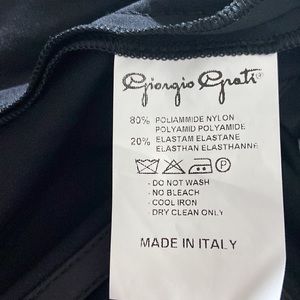 Giorgio Grati®
80% POLIAMMIDE NYLON
POLYAMID POLYAMIDE
20% ELASTAM ELASTANE
ELASTHAN ELASTHANNE
P
- DO NOT WASH
- NO BLEACH
- COOL IRON
- DRY CLEAN ONLY
MADE IN ITALY